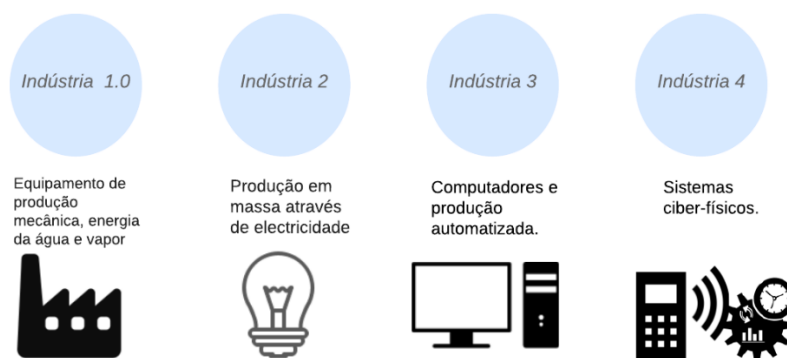 Indústria 1.0
Indústria 2
Indústria 3
Indústria 4
Equipamento de
produção
mecânica, energia
da água e vapor
Produção em
massa através
de electricidade
Computadores e
produção
automatizada.
Sistemas
ciber-físicos.